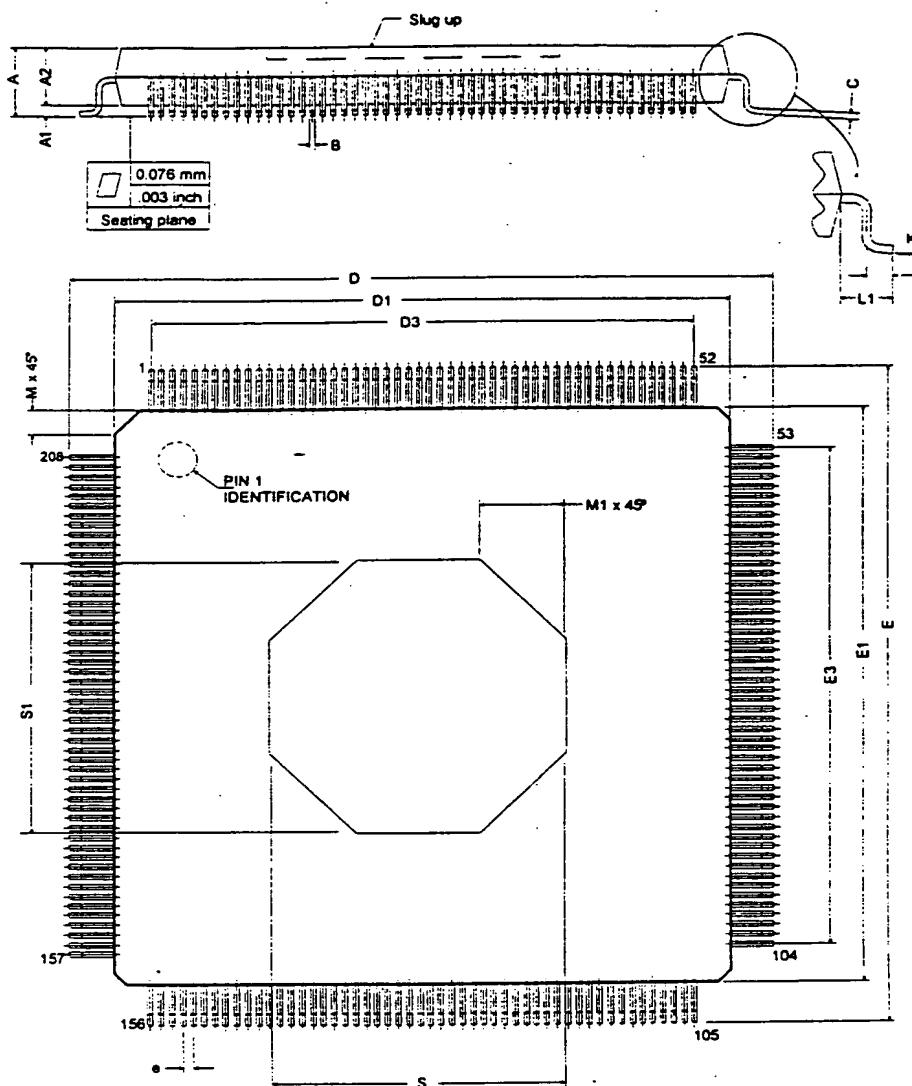 Slug up
A
A2
A1
B
C
0.076 mm
.003 inch
Seating plane
K
L1
D
D1
D3
M x 45°
1
52
208
53
PIN 1
IDENTIFICATION
M1 x 45°
S1
E3
E1
E
157
104
156
105
e
S